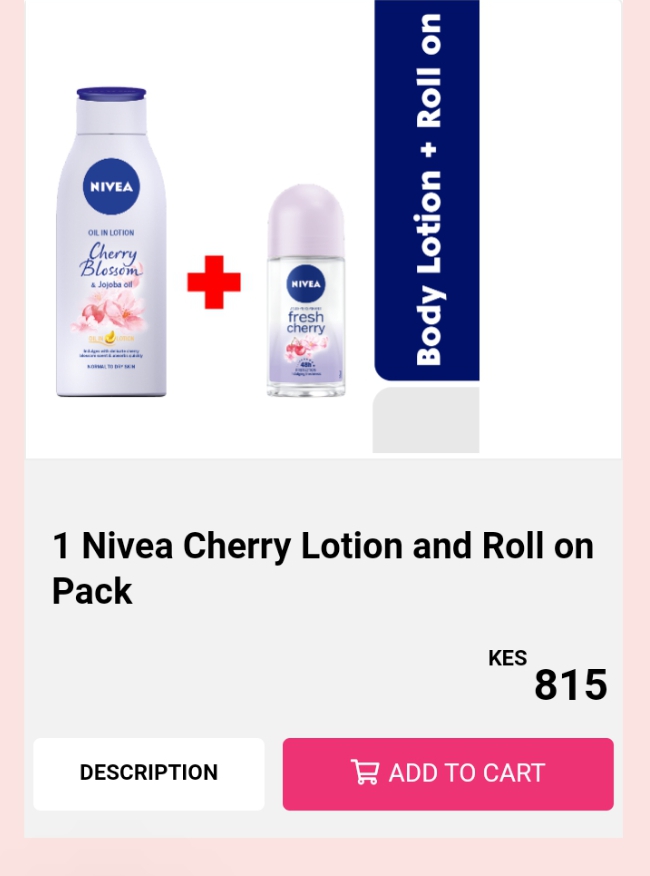 NIVEA
OIL IN LOTION
Cherry
Blossom
& Jojoba oil
NORMAL TO DRY SKIN
NIVEA
fresh
cherry
48h
Body Lotion + Roll on
1 Nivea Cherry Lotion and Roll on
Pack
KES
815
DESCRIPTION
ADD TO CART